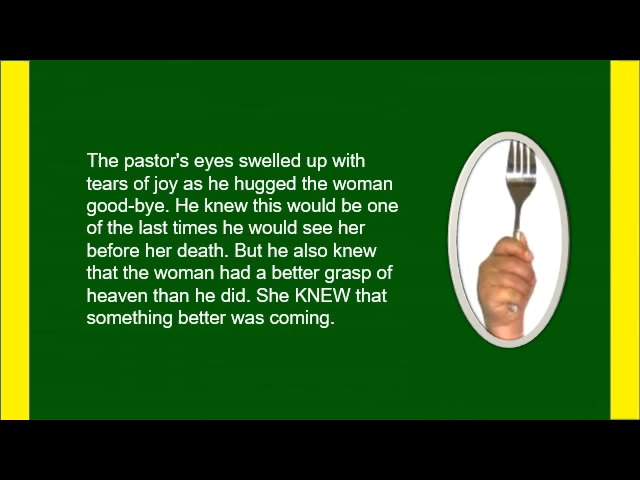 The pastor's eyes swelled up with
tears of joy as he hugged the woman
good-bye. He knew this would be one
of the last times he would see her
before her death. But he also knew
that the woman had a better grasp of
heaven than he did. She KNEW that
something better was coming.